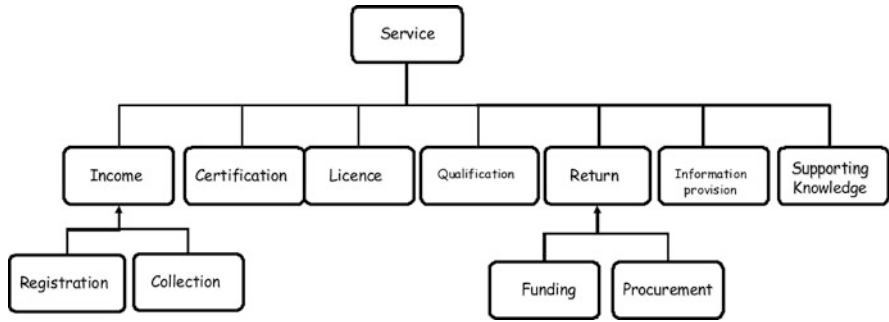 Service
Income
Certification
Licence
Qualification
Return
Information
provision
Supporting
Knowledge
Registration
Collection
Funding
Procurement